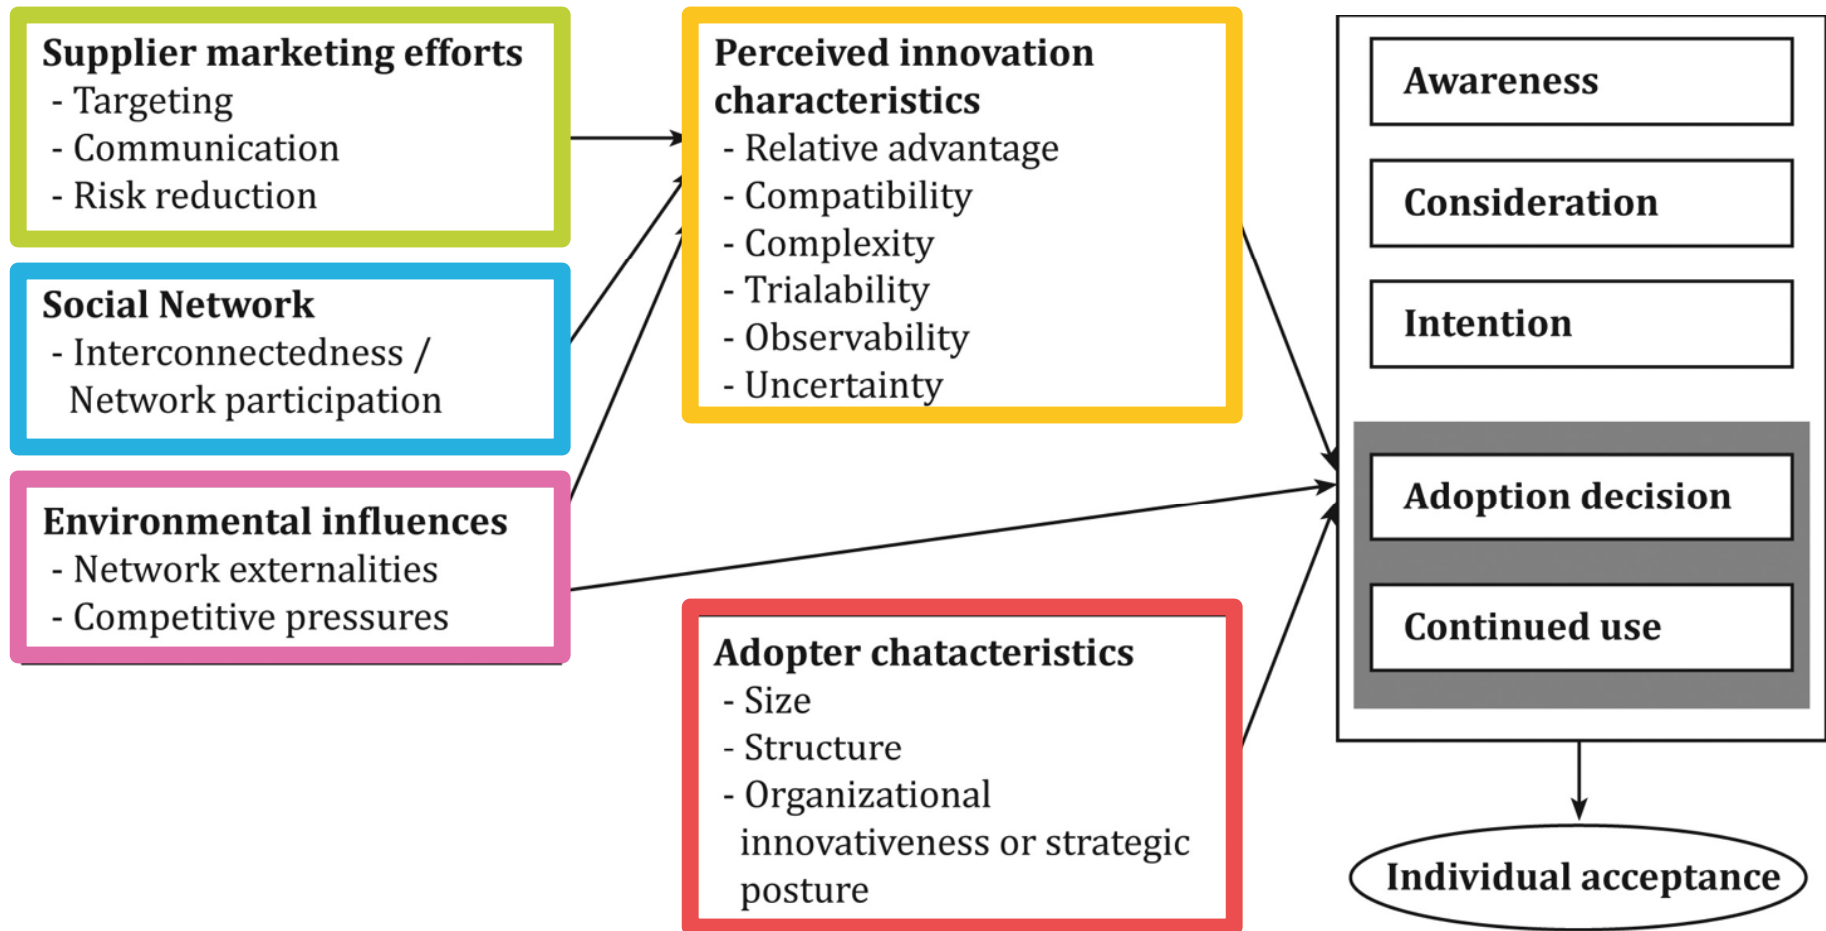 Supplier marketing efforts
- Targeting
- Communication
- Risk reduction
Social Network
- Interconnectedness /
Network participation
Environmental influences
- Network externalities
- Competitive pressures
Perceived innovation
characteristics
- Relative advantage
- Compatibility
- Complexity
- Trialability
- Observability
- Uncertainty
Adopter chatacteristics
- Size
- Structure
- Organizational
innovativeness or strategic
posture
Awareness
Consideration
Intention
Adoption decision
Continued use
Individual acceptance